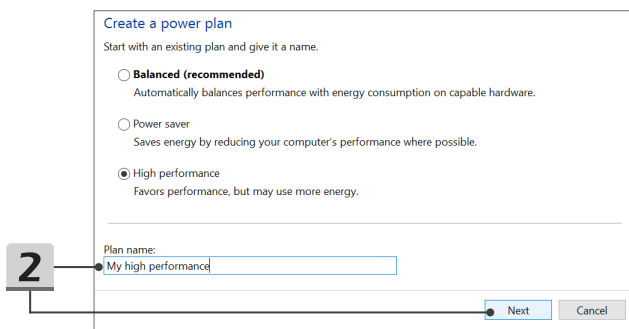 Create a power plan
Start with an existing plan and give it a name.
Balanced (recommended)
Automatically balances performance with energy consumption on capable hardware.
Power saver
Saves energy by reducing your computer's performance where possible.
High performance
Favors performance, but may use more energy.
Plan name:
My high performance
2
Next Cancel